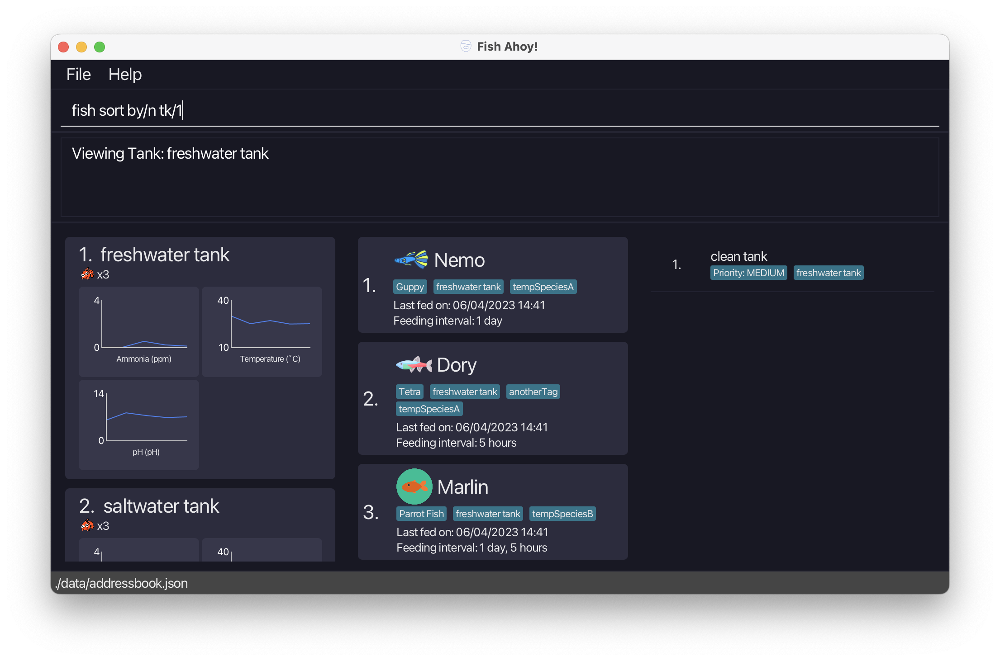 Fish Ahoy!
File Help
fish sort by/n tk/1
Viewing Tank: freshwater tank
1. freshwater tank
x3
4
0
Ammonia (ppm)
40
10
Temperature (˚C)
14
0
pH (pH)
2. saltwater tank
x3
4
40
1.
Nemo
Guppy freshwater tank tempSpeciesA
Last fed on: 06/04/2023 14:41
Feeding interval: 1 day
2.
Dory
Tetra freshwater tank anotherTag
tempSpeciesA
Last fed on: 06/04/2023 14:41
Feeding interval: 5 hours
3.
Marlin
Parrot Fish freshwater tank tempSpeciesB
Last fed on: 06/04/2023 14:41
Feeding interval: 1 day, 5 hours
1.
clean tank
Priority: MEDIUM freshwater tank
./data/addressbook.json